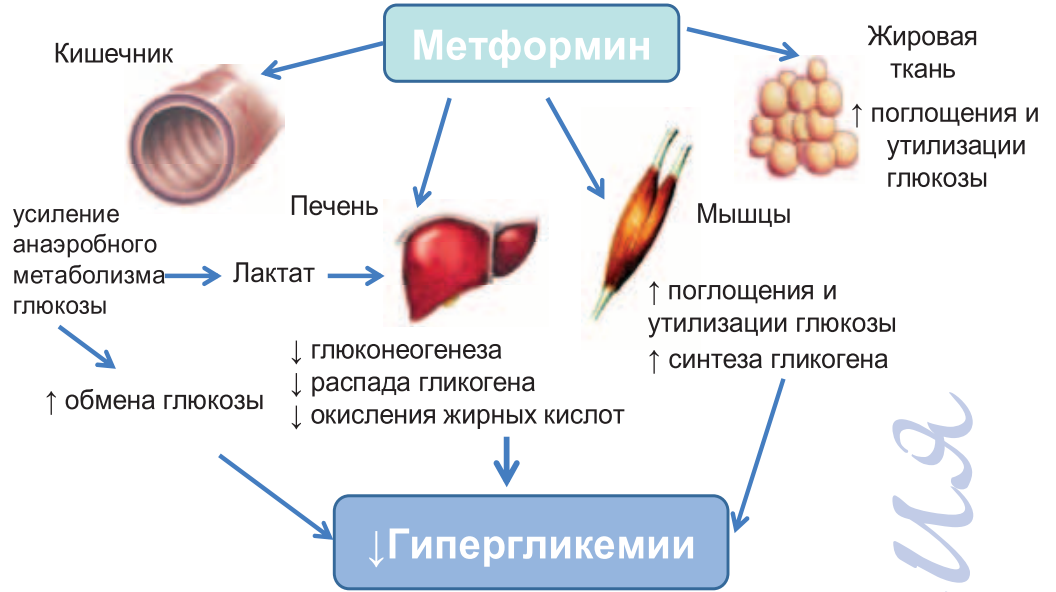 Метформин
Кишечник
Жировая
ткань
↑ поглощения и
утилизации
глюкозы
усиление
анаэробного
метаболизма
глюкозы
Лактат
Печень
Мышцы
↑ поглощения и
утилизации глюкозы
↑ синтеза гликогена
↓ глюконеогенеза
↓ распада гликогена
↓ окисления жирных кислот
↑ обмена глюкозы
↓Гипергликемии
ия